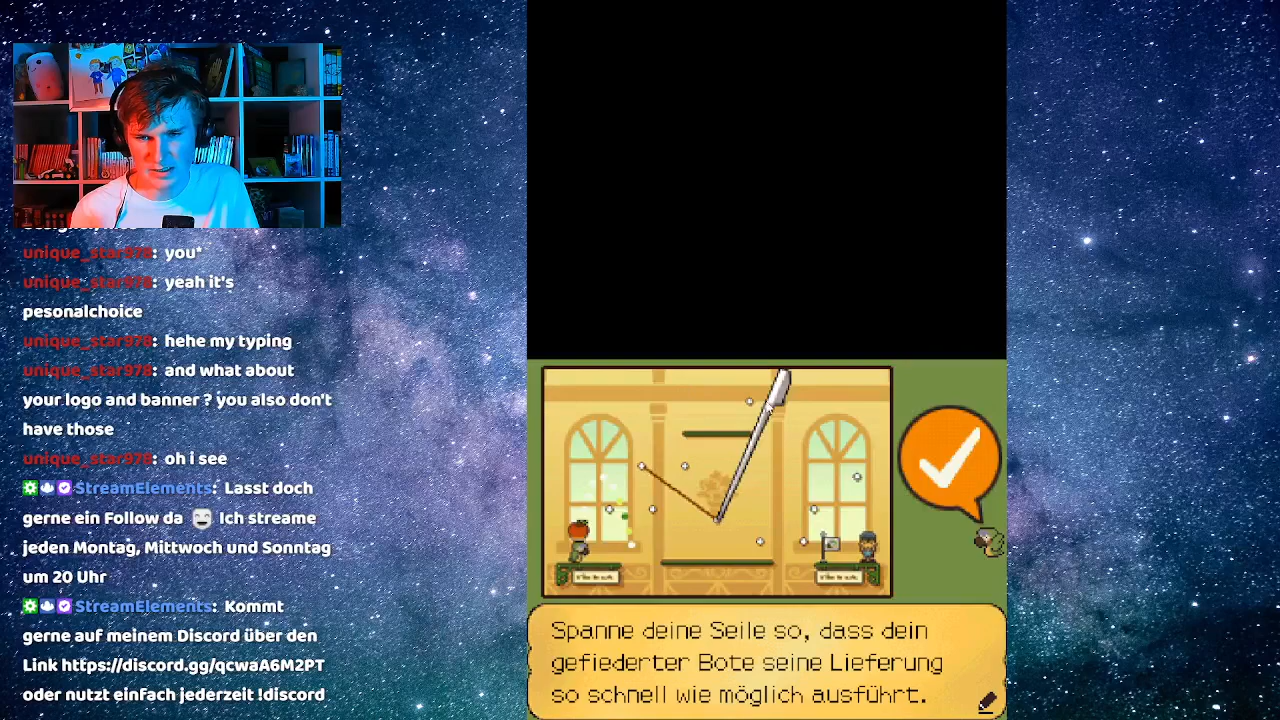 unique_star978: you*
unique_star978: yeah it's
pesonalchoice
unique_star978: hehe my typing
unique_star978: and what about
your logo and banner ? you also don't
have those
unique_star978: oh i see
StreamElements: Lasst doch
gerne ein Follow da 😄 Ich streame
jeden Montag, Mittwoch und Sonntag
um 20 Uhr
StreamElements: Kommt
gerne auf meinem Discord über den
Link https://discord.gg/qcwaA6M2PT
oder nutzt einfach jederzeit !discord
Spanne deine Seile so, dass dein
gefiederter Bote seine Lieferung
so schnell wie möglich ausführt.